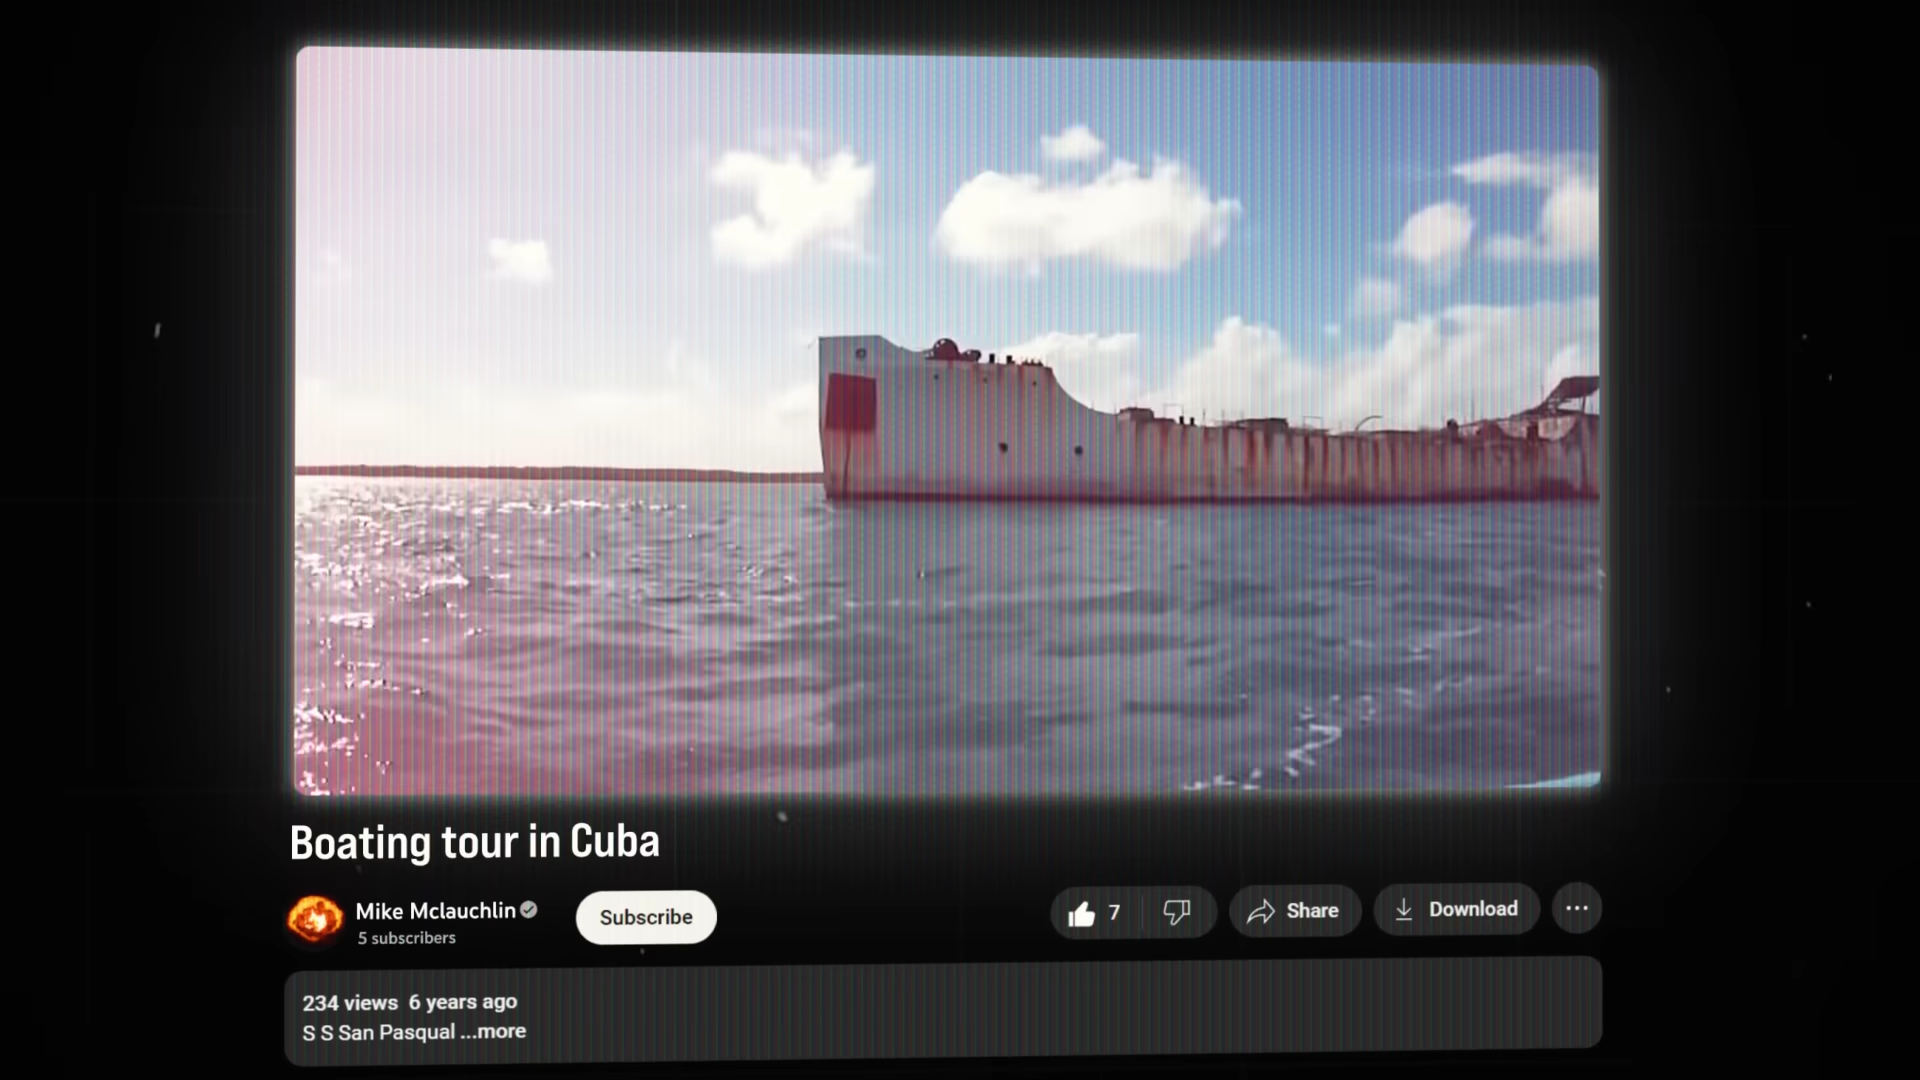 Boating tour in Cuba
Mike Mclauchlin
5 subscribers
Subscribe
7
Share
Download
234 views 6 years ago
S S San Pasqual ...more